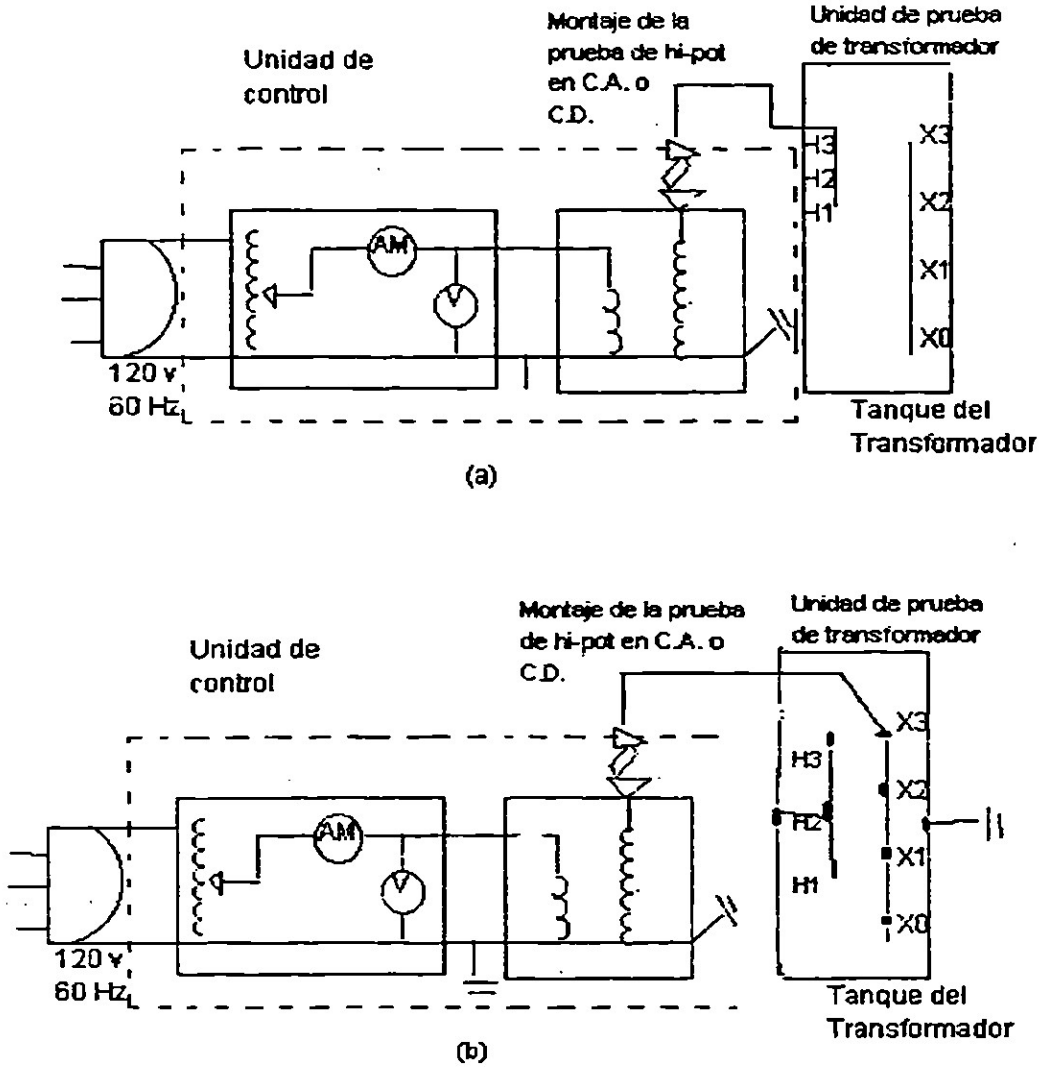 Unidad de
control
Montaje de la
prueba de hi-pot
en C.A. o
C.D.
Unidad de prueba
de transformador
H3
H2
H1
X3
X2
X1
X0
AM
V
120 v
60 Hz
Tanque del
Transformador
(a)
Unidad de
control
Montaje de la prueba
de hi-pot en C.A. o
C.D.
Unidad de prueba
de transformador
H3
H2
H1
X3
X2
X1
X0
AM
V
120 v
60 Hz
Tanque del
Transformador
(b)